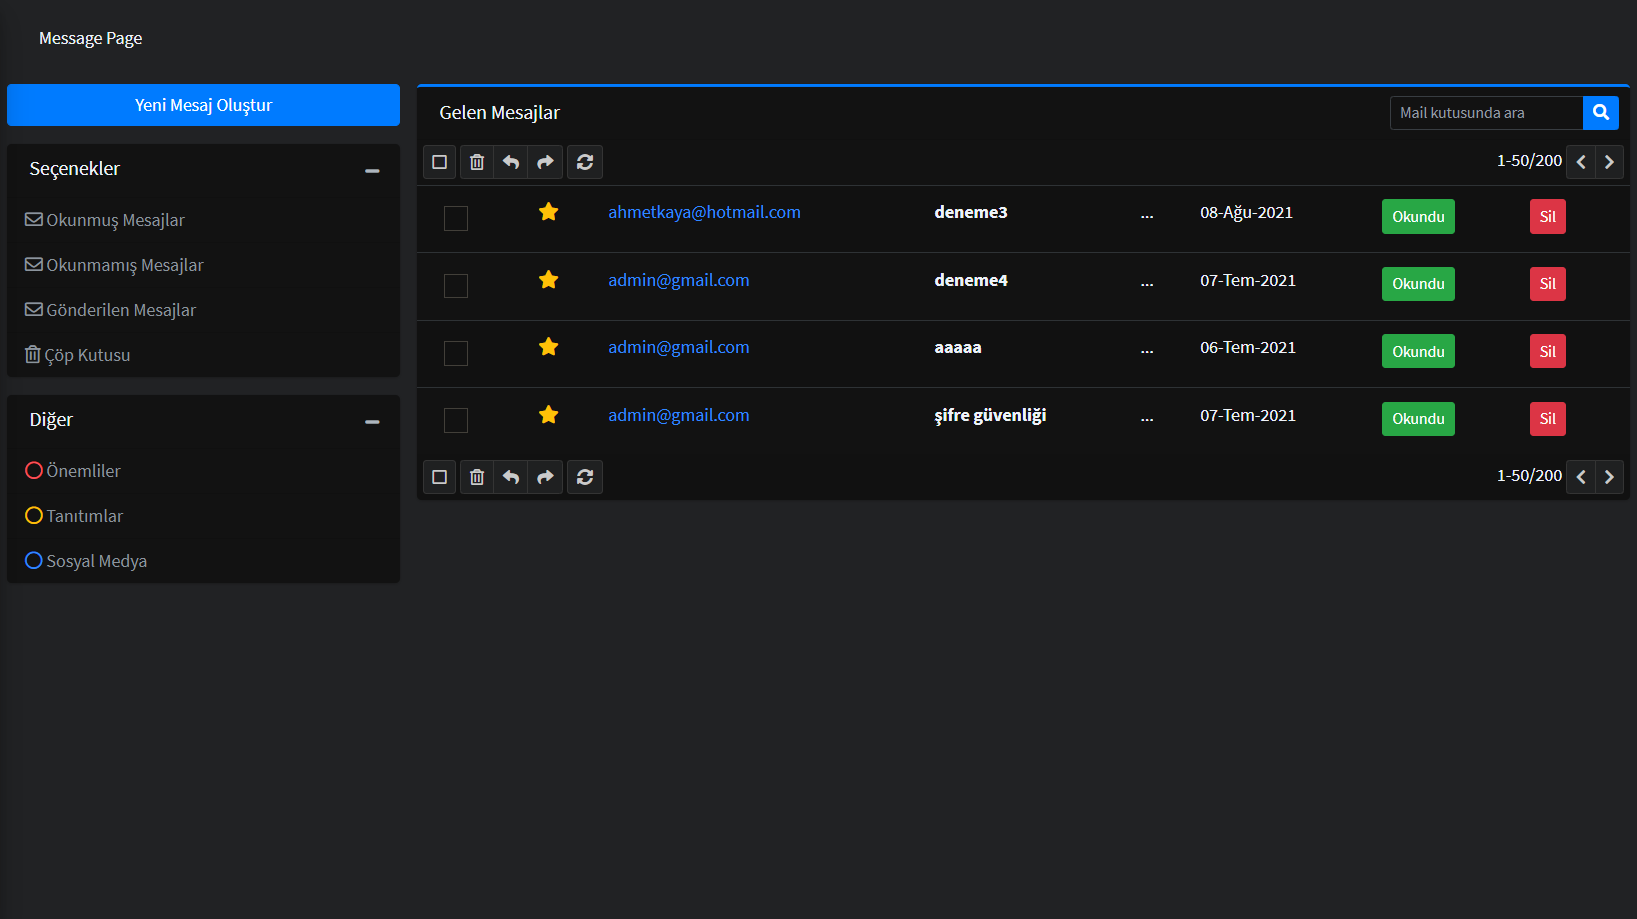 Message Page
Yeni Mesaj Oluştur
Seçenekler
Okunmuş Mesajlar
Okunmamış Mesajlar
Gönderilen Mesajlar
Çöp Kutusu
Diğer
Önemliler
Tanıtımlar
Sosyal Medya
Gelen Mesajlar
Mail kutusunda ara
1-50/200
ahmetkaya@hotmail.com deneme3 ... 08-Ağu-2021 Okundu Sil
admin@gmail.com deneme4 ... 07-Tem-2021 Okundu Sil
admin@gmail.com aaaaa ... 06-Tem-2021 Okundu Sil
admin@gmail.com şifre güvenliği ... 07-Tem-2021 Okundu Sil
1-50/200